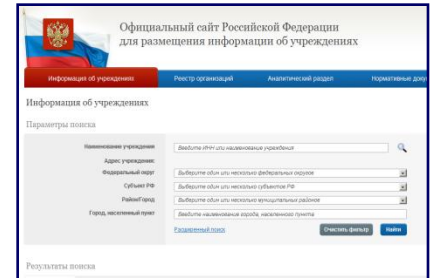 Официальный сайт Российской Федерации
для размещения информации об учреждениях
Информация об учреждениях
Реестр организаций
Аналитический раздел
Нормативные доку
Информация об учреждениях
Параметры поиска
Наименование учреждения
Введите ИНН или наименование учреждения
Адрес учреждения:
Федеральный округ
Выберите один или несколько федеральных округов
Субъект РФ
Выберите один или несколько субъектов РФ
Район/Город
Выберите один или несколько муниципальных районов
Город, населенный пункт
Введите наименование города, населенного пункта
Расширенный поиск
Очистить фильтр
Найти
Результаты поиска